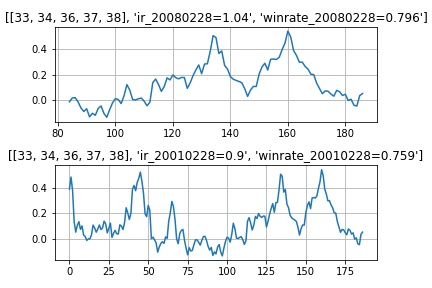 [[33, 34, 36, 37, 38], 'ir_20080228=1.04', 'winrate_20080228=0.796']
0.4
0.2
0.0
80 100 120 140 160 180
[[33, 34, 36, 37, 38], 'ir_20010228=0.9', 'winrate_20010228=0.759']
0.4
0.2
0.0
0 25 50 75 100 125 150 175